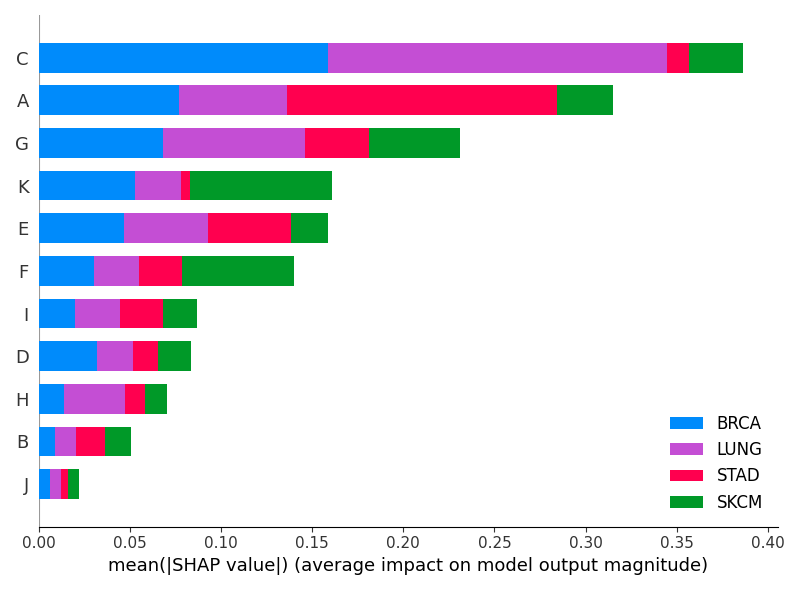 C
A
G
K
E
F
I
D
H
B
J
BRCA
LUNG
STAD
SKCM
0.00 0.05 0.10 0.15 0.20 0.25 0.30 0.35 0.40
mean(|SHAP value|) (average impact on model output magnitude)